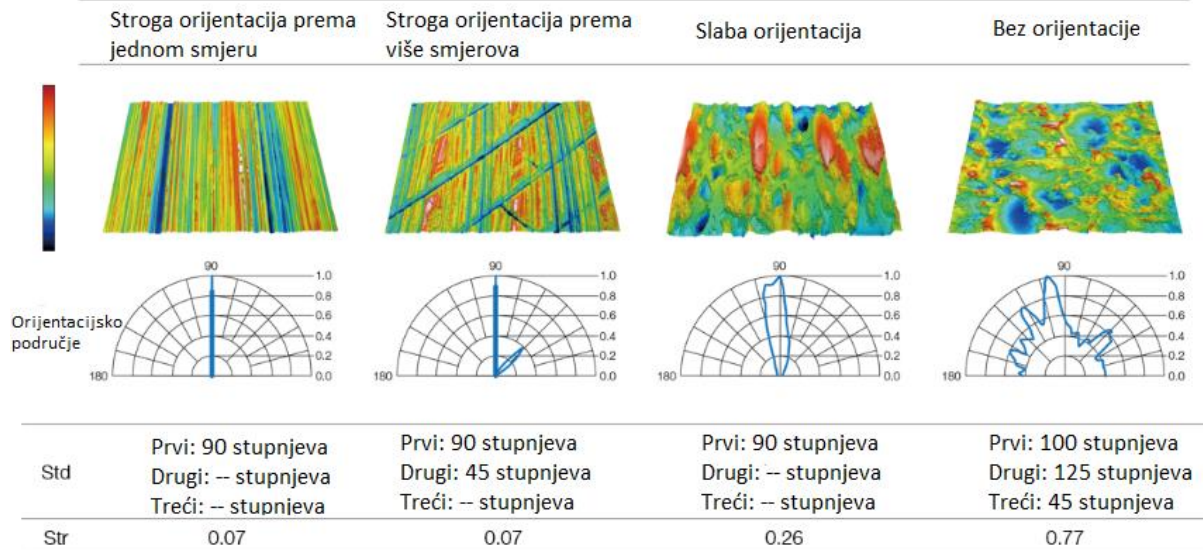 Stroga orijentacija prema
jednom smjeru
Stroga orijentacija prema
više smjerova
Slaba orijentacija
Bez orijentacije
Orijentacijsko
područje
90
1.0
0.8
0.6
0.4
0.2
0.0
180
90
1.0
0.8
0.6
0.4
0.2
0.0
180
90
1.0
0.8
0.6
0.4
0.2
0.0
180
90
1.0
0.8
0.6
0.4
0.2
0.0
180
Std
Prvi: 90 stupnjeva
Drugi: -- stupnjeva
Treći: -- stupnjeva
Prvi: 90 stupnjeva
Drugi: 45 stupnjeva
Treći: -- stupnjeva
Prvi: 90 stupnjeva
Drugi: -- stupnjeva
Treći: -- stupnjeva
Prvi: 100 stupnjeva
Drugi: 125 stupnjeva
Treći: 45 stupnjeva
Str 0.07 0.07 0.26 0.77